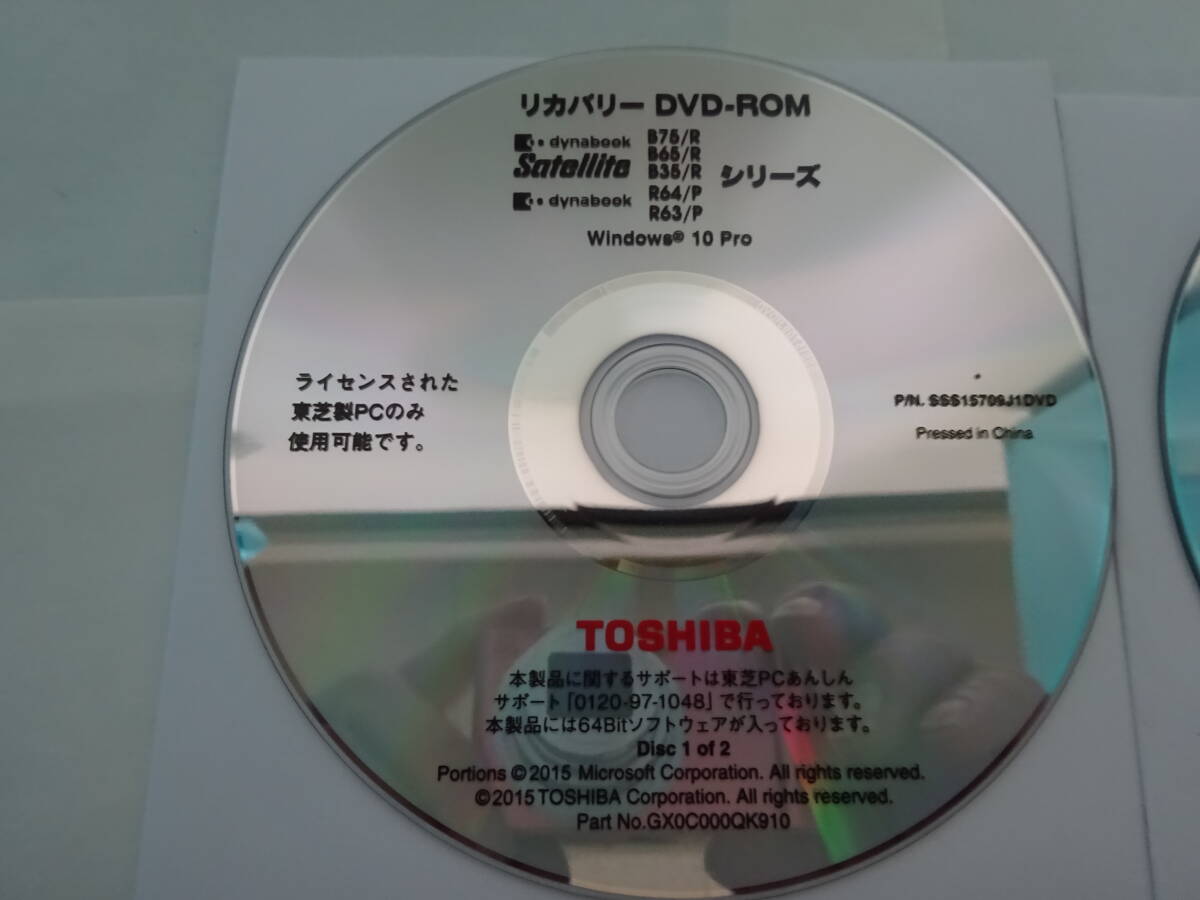 リカバリー DVD-ROM
dynabook
Satellite
B75/R
B65/R
B35/R
dynabook
R64/P
R63/P
シリーズ
Windows® 10 Pro
ライセンスされた
東芝製PCのみ
使用可能です。
P/N. SSS15709J1DVD
Pressed in China
TOSHIBA
本製品に関するサポートは東芝PCあんしん
サポート「0120-97-1048」で行っております。
本製品には64Bitソフトウェアが入っております。
Disc 1 of 2
Portions ©2015 Microsoft Corporation. All rights reserved.
©2015 TOSHIBA Corporation. All rights reserved.
Part No.GX0C000QK910